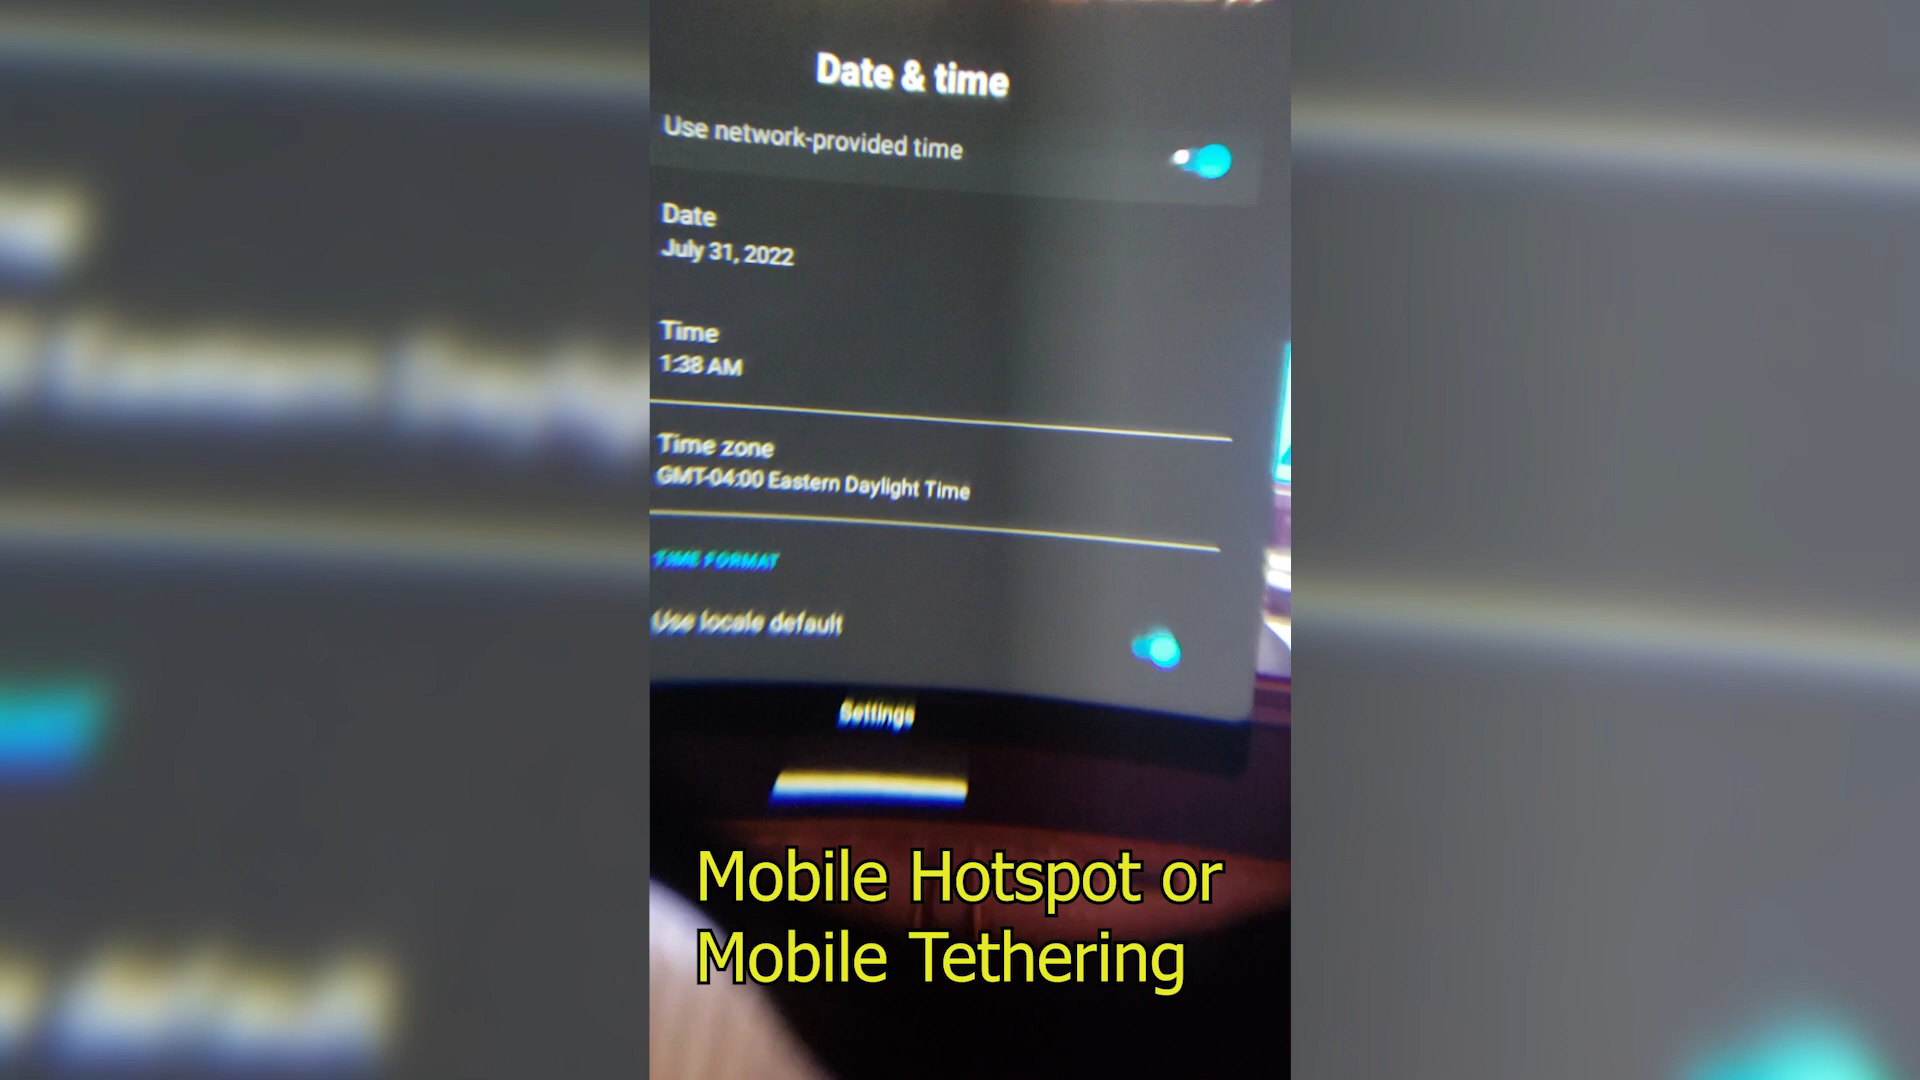 Date & time
Use network-provided time
Date
July 31, 2022
Time
1:38 AM
Time zone
GMT-04:00 Eastern Daylight Time
TIME FORMAT
Use locale default
Settings
Mobile Hotspot or
Mobile Tethering